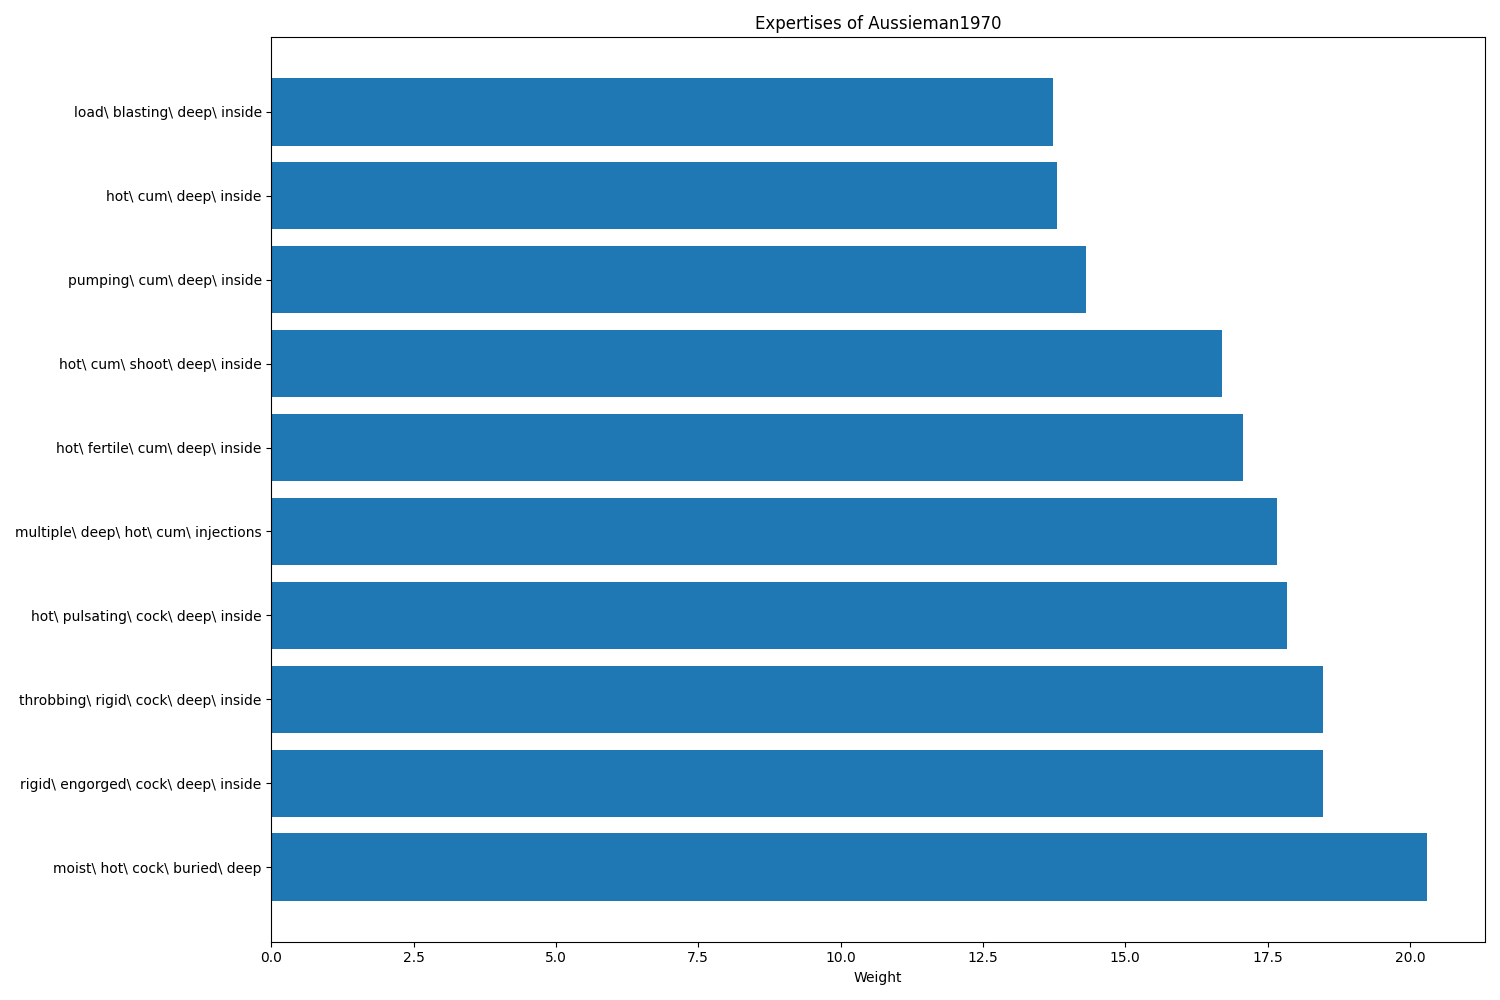 Expertises of Aussieman1970
load\ blasting\ deep\ inside
hot\ cum\ deep\ inside
pumping\ cum\ deep\ inside
hot\ cum\ shoot\ deep\ inside
hot\ fertile\ cum\ deep\ inside
multiple\ deep\ hot\ cum\ injections
hot\ pulsating\ cock\ deep\ inside
throbbing\ rigid\ cock\ deep\ inside
rigid\ engorged\ cock\ deep\ inside
moist\ hot\ cock\ buried\ deep
0.0 2.5 5.0 7.5 10.0 12.5 15.0 17.5 20.0
Weight